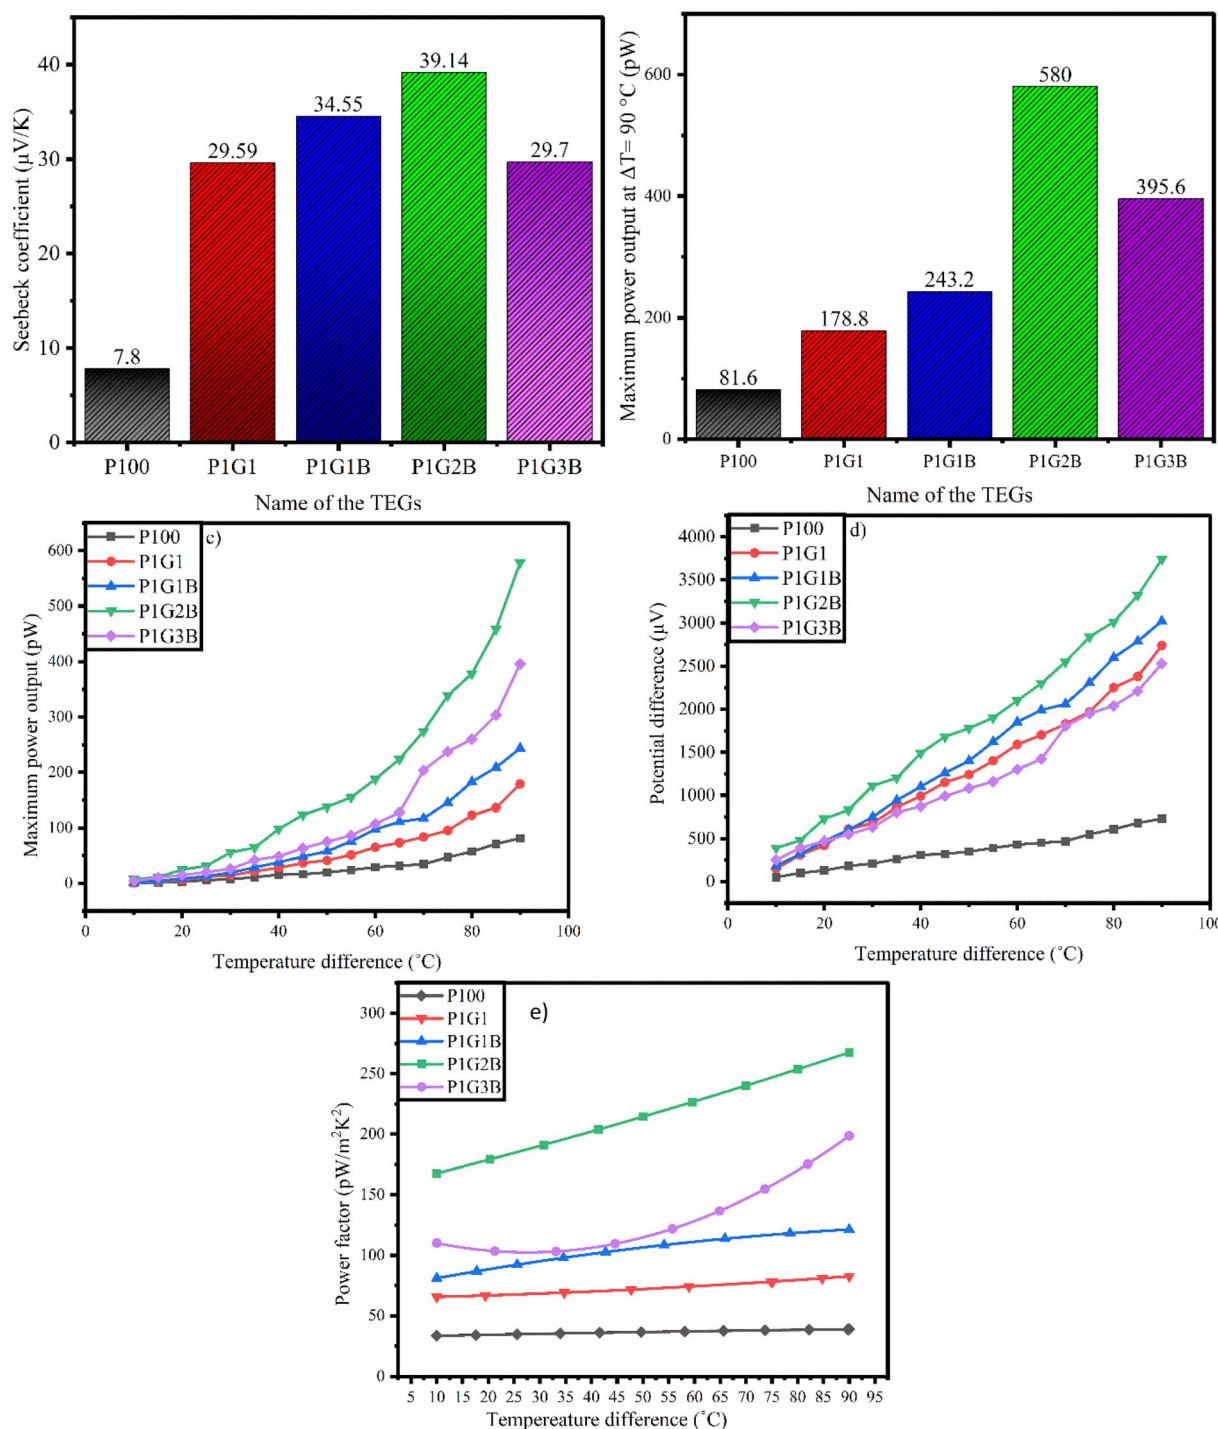 Seebeck coefficient (µV/K)
0
10
20
30
40
7.8
29.59
34.55
39.14
29.7
P100
P1G1
P1G1B
P1G2B
P1G3B
Name of the TEGs
Maximum power output at ΔT= 90 °C (pW)
0
200
400
600
81.6
178.8
243.2
580
395.6
P100
P1G1
P1G1B
P1G2B
P1G3B
Name of the TEGs
c)
P100
P1G1
P1G1B
P1G2B
P1G3B
Maximum power output (pW)
600
500
400
300
200
100
0
0 20 40 60 80 100
Temperature difference (˚C)
d)
P100
P1G1
P1G1B
P1G2B
P1G3B
Potential difference (µV)
4000
3500
3000
2500
2000
1500
1000
500
0
0 20 40 60 80 100
Temperature difference (˚C)
e)
P100
P1G1
P1G1B
P1G2B
P1G3B
Power factor (pW/m²K²)
300
250
200
150
100
50
0
5 10 15 20 25 30 35 40 45 50 55 60 65 70 75 80 85 90 95
Tempereature difference (˚C)